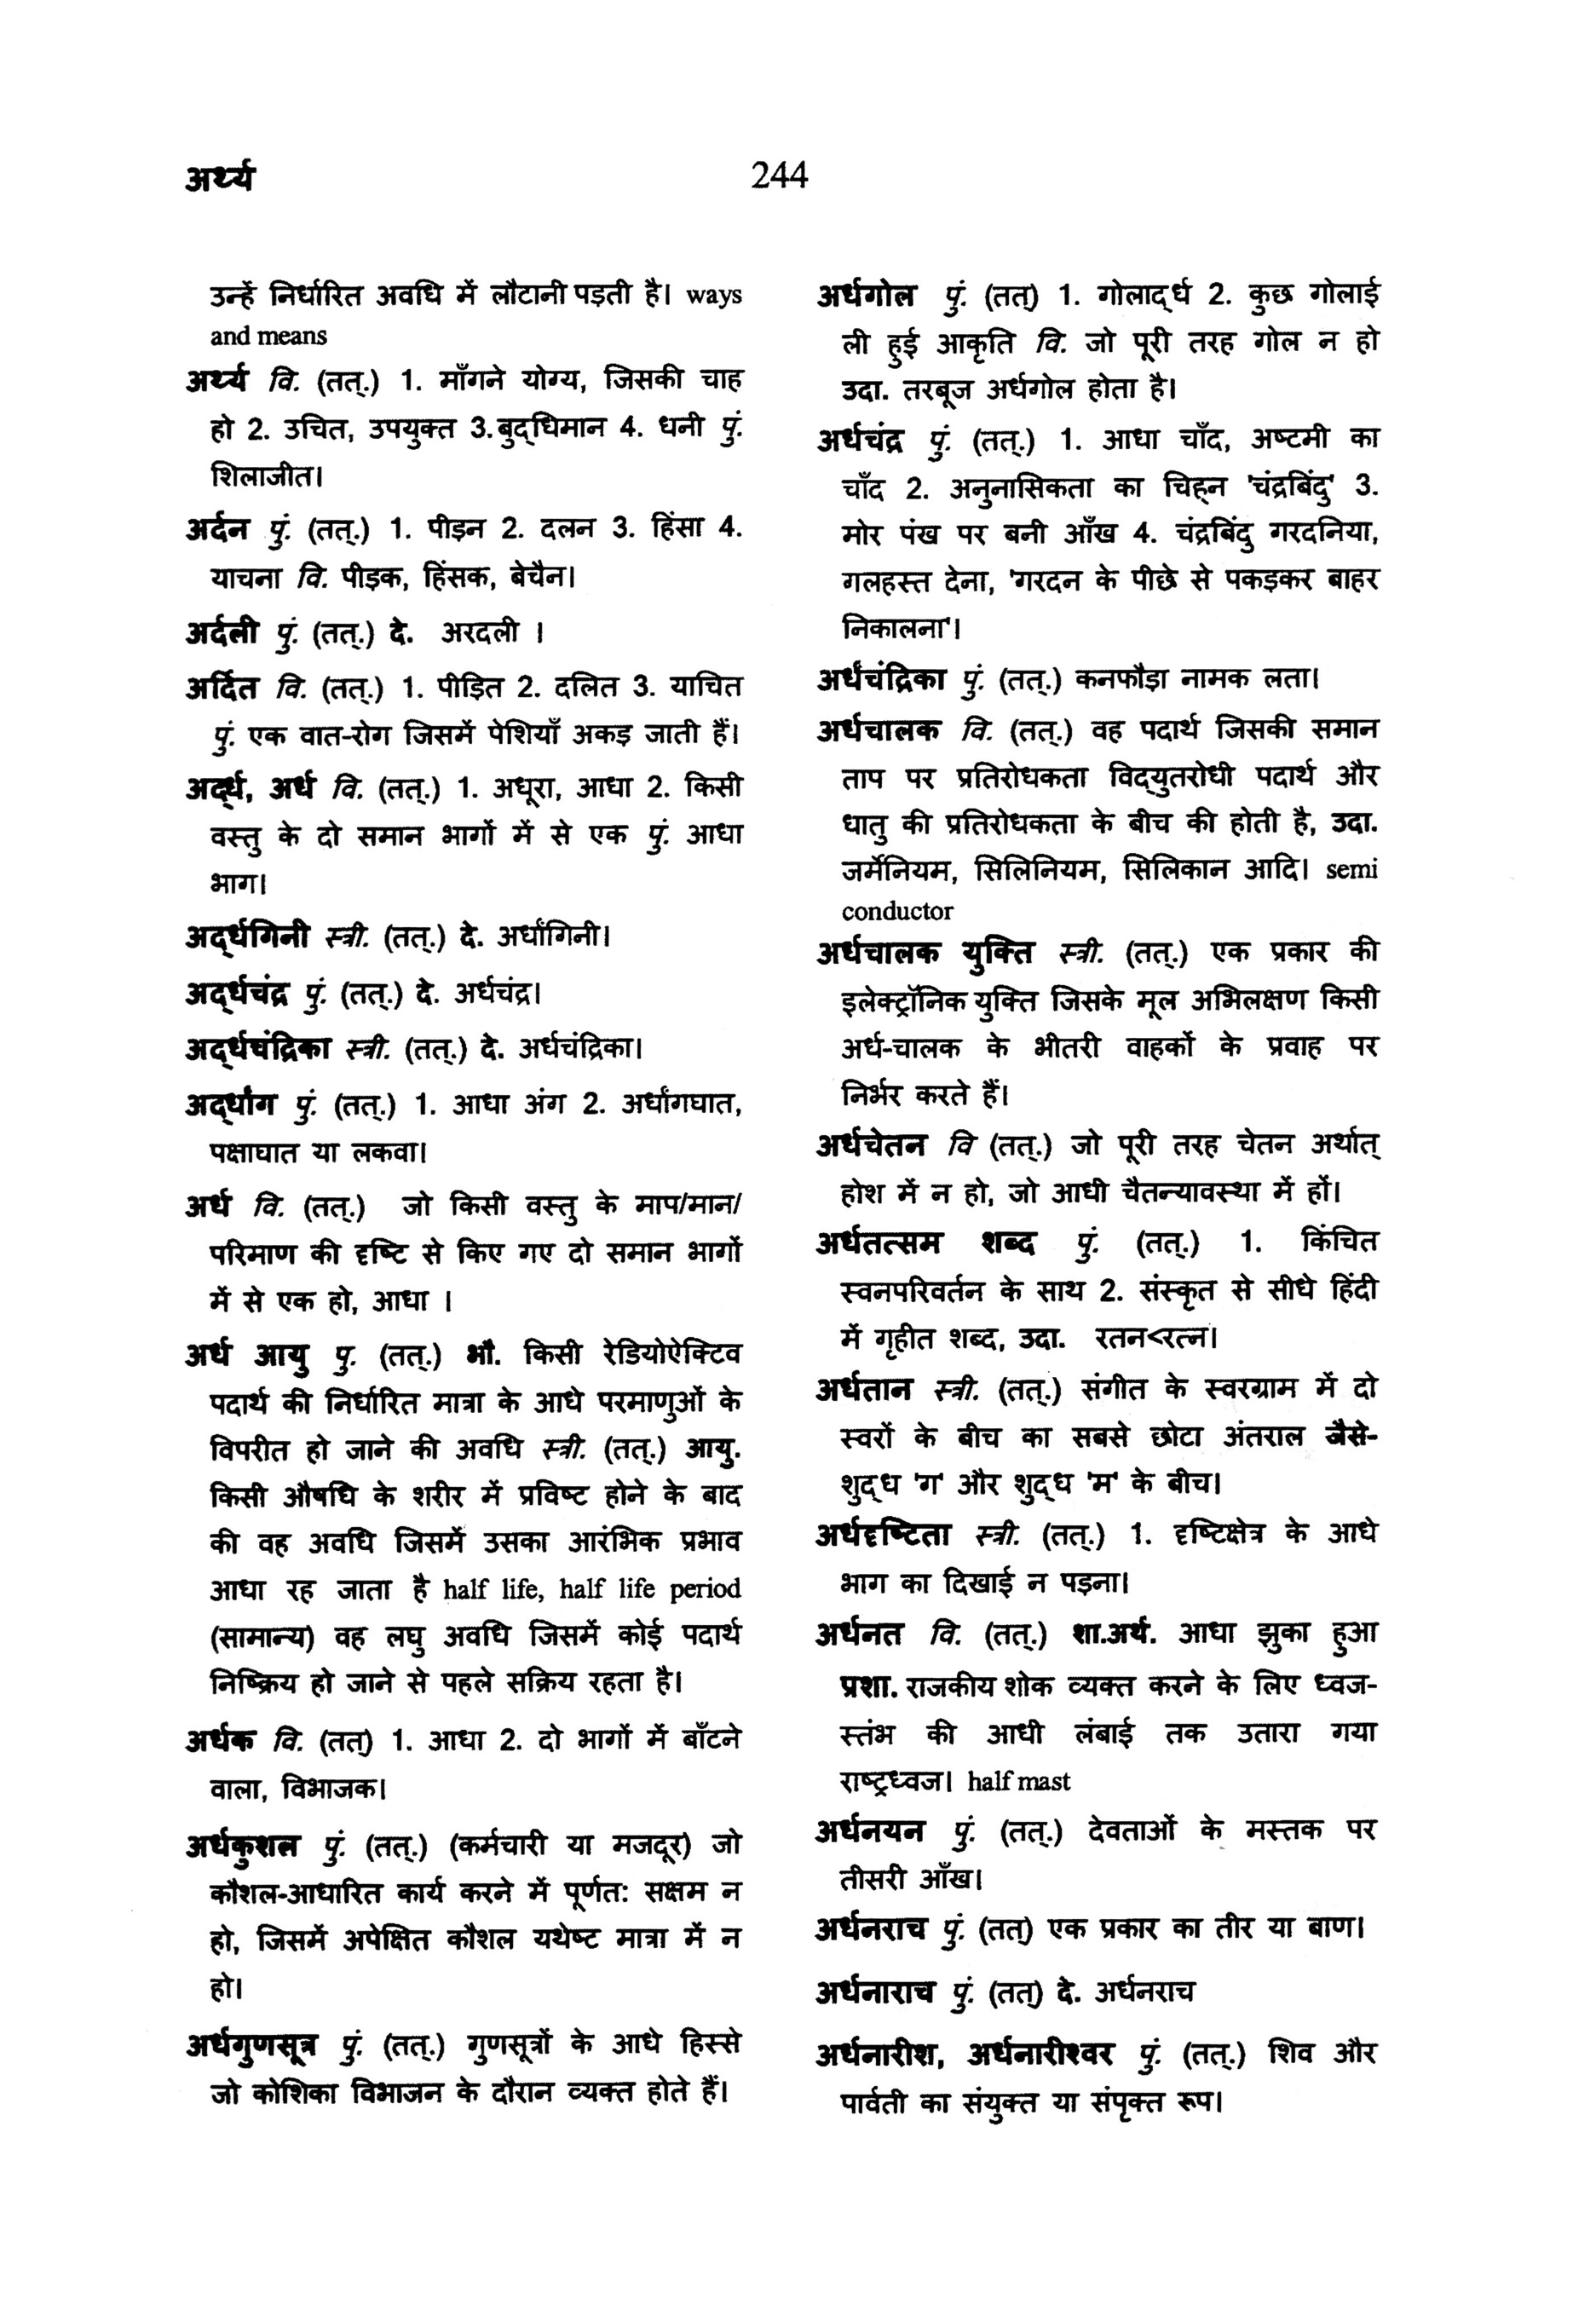 अर्थ्य
244
उन्हें निर्धारित अवधि में लौटानी पड़ती है। ways
and means
अर्थ्य वि. (तत्.) 1. माँगने योग्य, जिसकी चाह
हो 2. उचित, उपयुक्त 3.बुद्धिमान 4. धनी पुं.
शिलाजीत।
अर्दन पुं. (तत्.) 1. पीड़न 2. दलन 3. हिंसा 4.
याचना वि. पीड़क, हिंसक, बेचैन।
अर्दली पुं. (तत्.) दे. अरदली ।
अर्दित वि. (तत्.) 1. पीड़ित 2. दलित 3. याचित
पुं. एक वात-रोग जिसमें पेशियाँ अकड़ जाती हैं।
अर्द्ध, अर्ध वि. (तत्.) 1. अधूरा, आधा 2. किसी
वस्तु के दो समान भागों में से एक पुं. आधा
भाग।
अर्द्धगिनी स्त्री. (तत्.) दे. अर्धांगिनी।
अर्द्धचंद्र पुं. (तत्.) दे. अर्धचंद्र।
अर्द्धचंद्रिका स्त्री. (तत्.) दे. अर्धचंद्रिका।
अर्द्धांग पुं. (तत्.) 1. आधा अंग 2. अर्धांगघात,
पक्षाघात या लकवा।
अर्ध वि. (तत्.) जो किसी वस्तु के माप/मान/
परिमाण की दृष्टि से किए गए दो समान भागों
में से एक हो, आधा ।
अर्ध आयु पु. (तत्.) भौ. किसी रेडियोऐक्टिव
पदार्थ की निर्धारित मात्रा के आधे परमाणुओं के
विपरीत हो जाने की अवधि स्त्री. (तत्.) आयु.
किसी औषधि के शरीर में प्रविष्ट होने के बाद
की वह अवधि जिसमें उसका आरंभिक प्रभाव
आधा रह जाता है half life, half life period
(सामान्य) वह लघु अवधि जिसमें कोई पदार्थ
निष्क्रिय हो जाने से पहले सक्रिय रहता है।
अर्धक वि. (तत्) 1. आधा 2. दो भागों में बाँटने
वाला, विभाजक।
अर्धकुशल पुं. (तत्.) (कर्मचारी या मजदूर) जो
कौशल-आधारित कार्य करने में पूर्णत: सक्षम न
हो, जिसमें अपेक्षित कौशल यथेष्ट मात्रा में न
हो।
अर्धगुणसूत्र पुं. (तत्.) गुणसूत्रों के आधे हिस्से
जो कोशिका विभाजन के दौरान व्यक्त होते हैं।
अर्धगोल पुं. (तत्) 1. गोलार्द्ध 2. कुछ गोलाई
ली हुई आकृति वि. जो पूरी तरह गोल न हो
उदा. तरबूज अर्धगोल होता है।
अर्धचंद्र पुं. (तत्.) 1. आधा चाँद, अष्टमी का
चाँद 2. अनुनासिकता का चिह्न 'चंद्रबिंदु' 3.
मोर पंख पर बनी आँख 4. चंद्रबिंदु गरदनिया,
गलहस्त देना, 'गरदन के पीछे से पकड़कर बाहर
निकालना'।
अर्धचंद्रिका पुं. (तत्.) कनफौड़ा नामक लता।
अर्धचालक वि. (तत्.) वह पदार्थ जिसकी समान
ताप पर प्रतिरोधकता विद्युतरोधी पदार्थ और
धातु की प्रतिरोधकता के बीच की होती है, उदा.
जर्मेनियम, सिलिनियम, सिलिकान आदि। semi
conductor
अर्धचालक युक्ति स्त्री. (तत्.) एक प्रकार की
इलेक्ट्रॉनिक युक्ति जिसके मूल अभिलक्षण किसी
अर्ध-चालक के भीतरी वाहकों के प्रवाह पर
निर्भर करते हैं।
अर्धचेतन वि (तत्.) जो पूरी तरह चेतन अर्थात्
होश में न हो, जो आधी चैतन्यावस्था में हों।
अर्धतत्सम शब्द पुं. (तत्.) 1. किंचित
स्वनपरिवर्तन के साथ 2. संस्कृत से सीधे हिंदी
में गृहीत शब्द, उदा. रतन<रत्न।
अर्धतान स्त्री. (तत्.) संगीत के स्वरग्राम में दो
स्वरों के बीच का सबसे छोटा अंतराल जैसे-
शुद्ध 'ग' और शुद्ध 'म' के बीच।
अर्धदृष्टिता स्त्री. (तत्.) 1. दृष्टिक्षेत्र के आधे
भाग का दिखाई न पड़ना।
अर्धनत वि. (तत्.) शा.अर्थ. आधा झुका हुआ
प्रशा. राजकीय शोक व्यक्त करने के लिए ध्वज-
स्तंभ की आधी लंबाई तक उतारा गया
राष्ट्रध्वज। half mast
अर्धनयन पुं. (तत्.) देवताओं के मस्तक पर
तीसरी आँख।
अर्धनराच पुं. (तत्) एक प्रकार का तीर या बाण।
अर्धनाराच पुं. (तत्) दे. अर्धनराच
अर्धनारीश, अर्धनारीश्वर पुं. (तत्.) शिव और
पार्वती का संयुक्त या संपृक्त रूप।